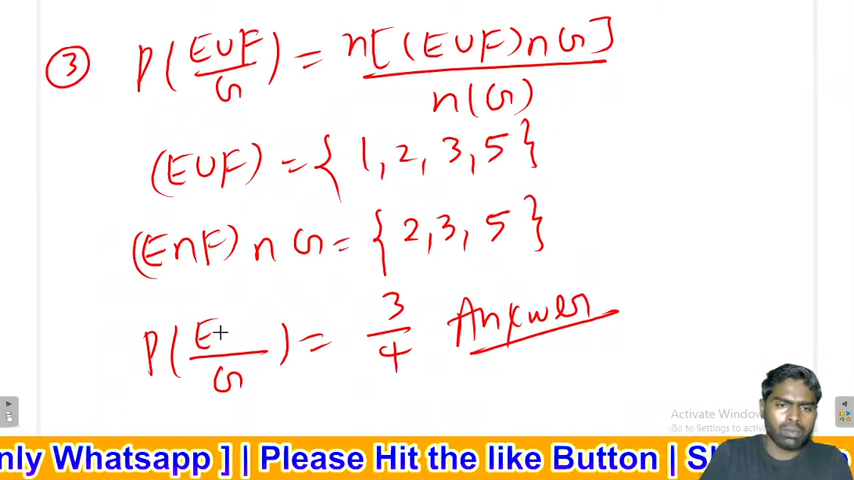 ③ P(E∪F/G) = n[(E∪F)∩G]/n(G)
(E∪F) = {1,2,3,5}
(E∩F)∩G = {2,3,5}
P(E/G) = 3/4 Answer
Activate Window
Go to Settings to activ
nly Whatsapp ] | Please Hit the like Button | S